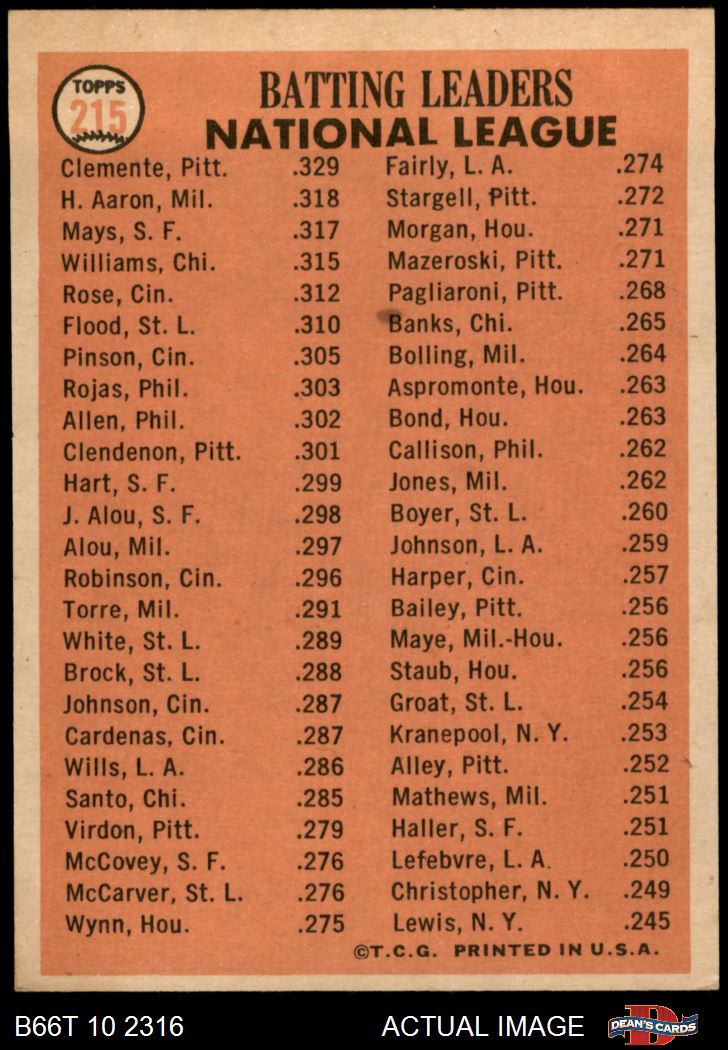 TOPPS
215
BATTING LEADERS
NATIONAL LEAGUE
Clemente, Pitt. .329
H. Aaron, Mil. .318
Mays, S. F. .317
Williams, Chi. .315
Rose, Cin. .312
Flood, St. L. .310
Pinson, Cin. .305
Rojas, Phil. .303
Allen, Phil. .302
Clendenon, Pitt. .301
Hart, S. F. .299
J. Alou, S. F. .298
Alou, Mil. .297
Robinson, Cin. .296
Torre, Mil. .291
White, St. L. .289
Brock, St. L. .288
Johnson, Cin. .287
Cardenas, Cin. .287
Wills, L. A. .286
Santo, Chi. .285
Virdon, Pitt. .279
McCovey, S. F. .276
McCarver, St. L. .276
Wynn, Hou. .275
Fairly, L. A. .274
Stargell, Pitt. .272
Morgan, Hou. .271
Mazeroski, Pitt. .271
Pagliaroni, Pitt. .268
Banks, Chi. .265
Bolling, Mil. .264
Aspromonte, Hou. .263
Bond, Hou. .263
Callison, Phil. .262
Jones, Mil. .262
Boyer, St. L. .260
Johnson, L. A. .259
Harper, Cin. .257
Bailey, Pitt. .256
Maye, Mil.-Hou. .256
Staub, Hou. .256
Groat, St. L. .254
Kranepool, N. Y. .253
Alley, Pitt. .252
Mathews, Mil. .251
Haller, S. F. .251
Lefebvre, L. A. .250
Christopher, N. Y. .249
Lewis, N. Y. .245
©T.C.G. PRINTED IN U.S.A.
B66T 10 2316 ACTUAL IMAGE
D
DEAN'S CARDS